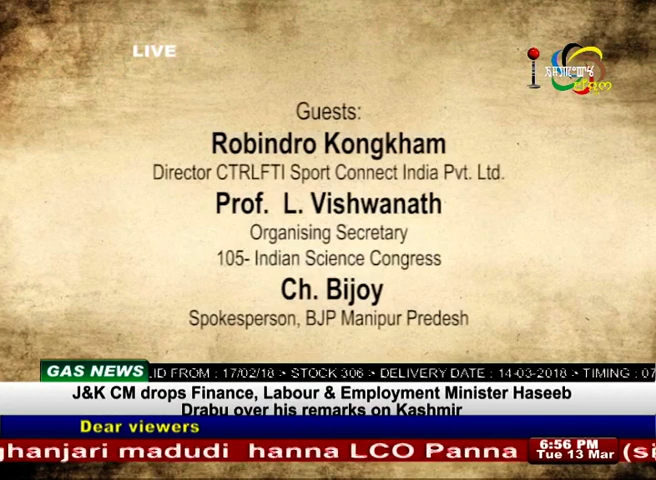 LIVE
Guests:
Robindro Kongkham
Director CTRLFTI Sport Connect India Pvt. Ltd.
Prof. L. Vishwanath
Organising Secretary
105- Indian Science Congress
Ch. Bijoy
Spokesperson, BJP Manipur Predesh
GAS NEWS
LID FROM : 17/02/18 > STOCK 306 > DELIVERY DATE : 14-03-2018 > TIMING : 07
J&K CM drops Finance, Labour & Employment Minister Haseeb
Drabu over his remarks on Kashmir
Dear viewers
ghanjari madudi hanna LCO Panna
6:56 PM
Tue 13 Mar